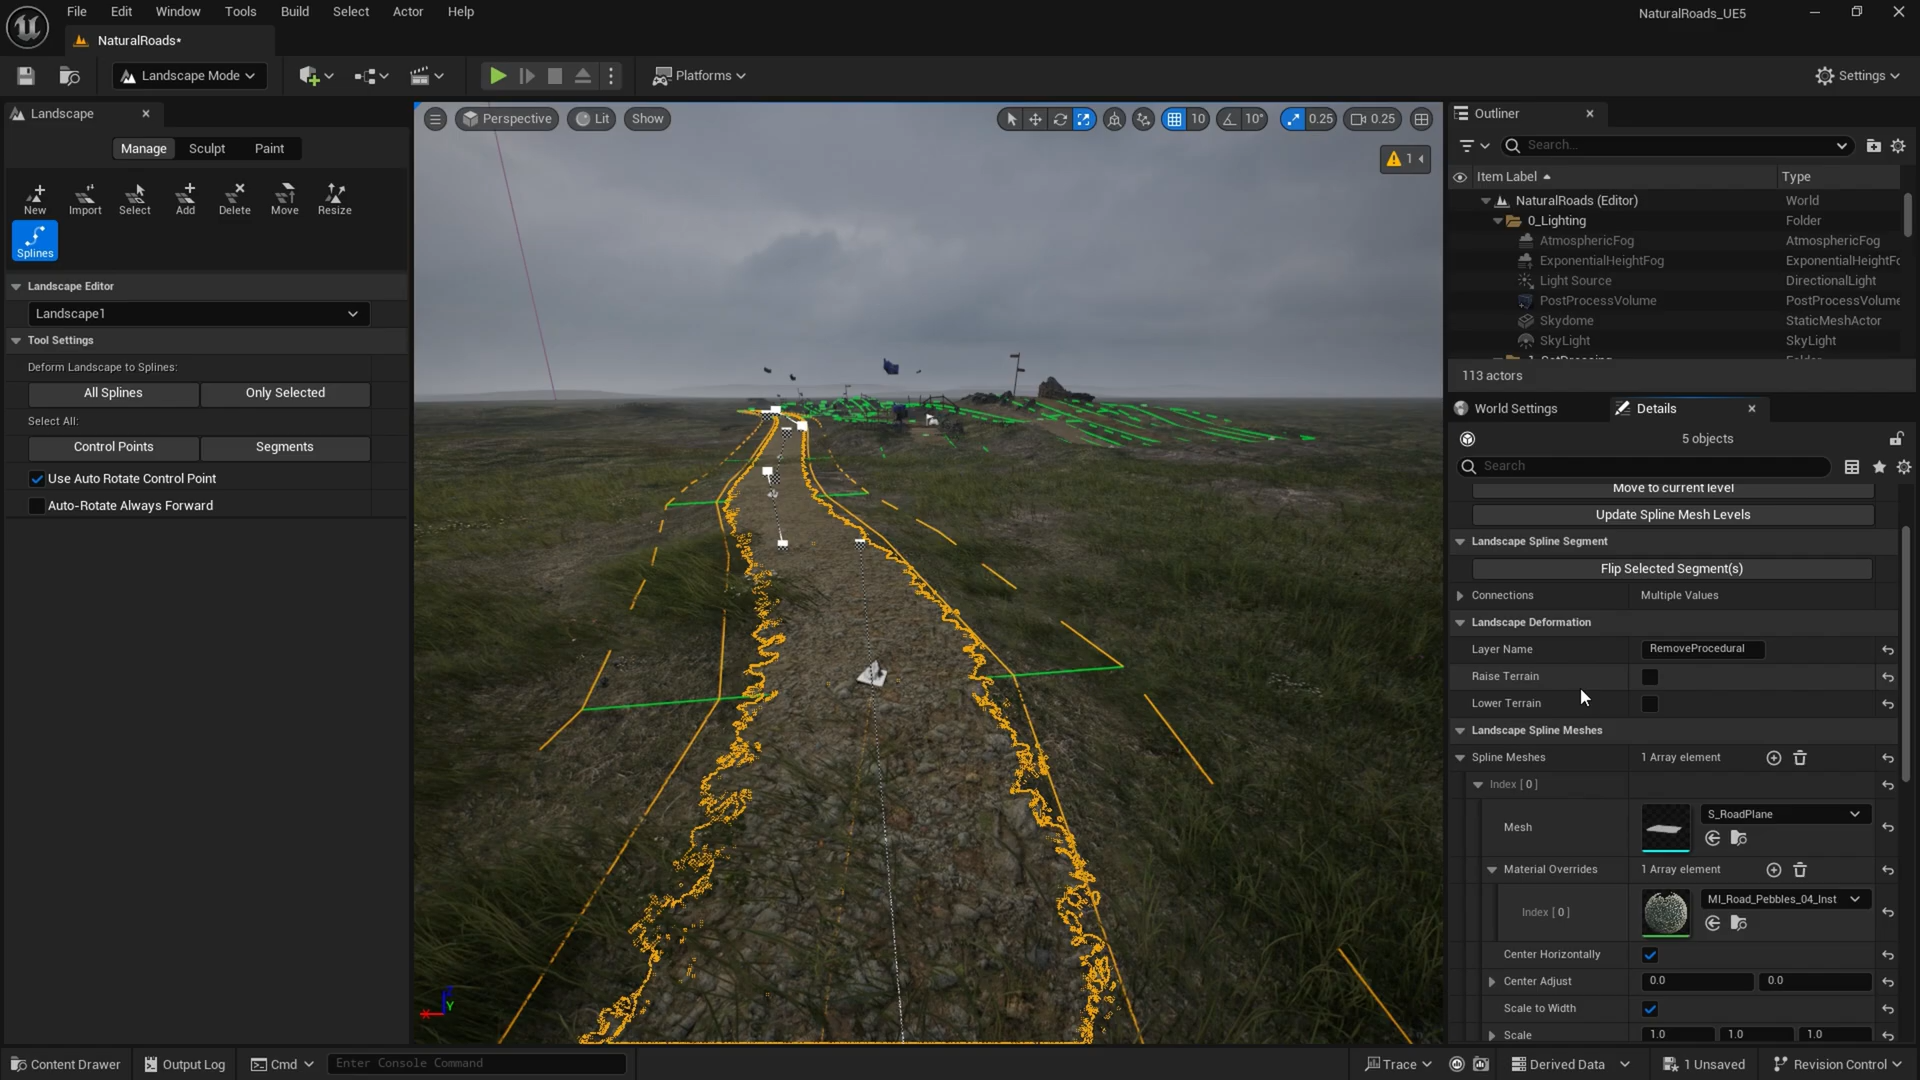 File Edit Window Tools Build Select Actor Help
NaturalRoads_UE5
NaturalRoads*
Landscape Mode
Platforms
Settings
Landscape
Manage Sculpt Paint
New Import Select Add Delete Move Resize
Splines
Landscape Editor
Landscape1
Tool Settings
Deform Landscape to Splines:
All Splines Only Selected
Select All:
Control Points Segments
Use Auto Rotate Control Point
Auto-Rotate Always Forward
Perspective Lit Show
10 10° 0.25 0.25
1
Y
Outliner
Search...
Item Label Type
NaturalRoads (Editor) World
0_Lighting Folder
AtmosphericFog AtmosphericFog
ExponentialHeightFog ExponentialHeightFo
Light Source DirectionalLight
PostProcessVolume PostProcessVolume
Skydome StaticMeshActor
SkyLight SkyLight
113 actors
World Settings Details
5 objects
Search
Move to current level
Update Spline Mesh Levels
Landscape Spline Segment
Flip Selected Segment(s)
Connections Multiple Values
Landscape Deformation
Layer Name RemoveProcedural
Raise Terrain
Lower Terrain
Landscape Spline Meshes
Spline Meshes 1 Array element
Index [ 0 ]
Mesh S_RoadPlane
Material Overrides 1 Array element
Index [ 0 ] MI_Road_Pebbles_04_Inst
Center Horizontally
Center Adjust 0.0 0.0
Scale to Width
Scale 1.0 1.0 1.0
Content Drawer Output Log Cmd Enter Console Command
Trace Derived Data 1 Unsaved Revision Control